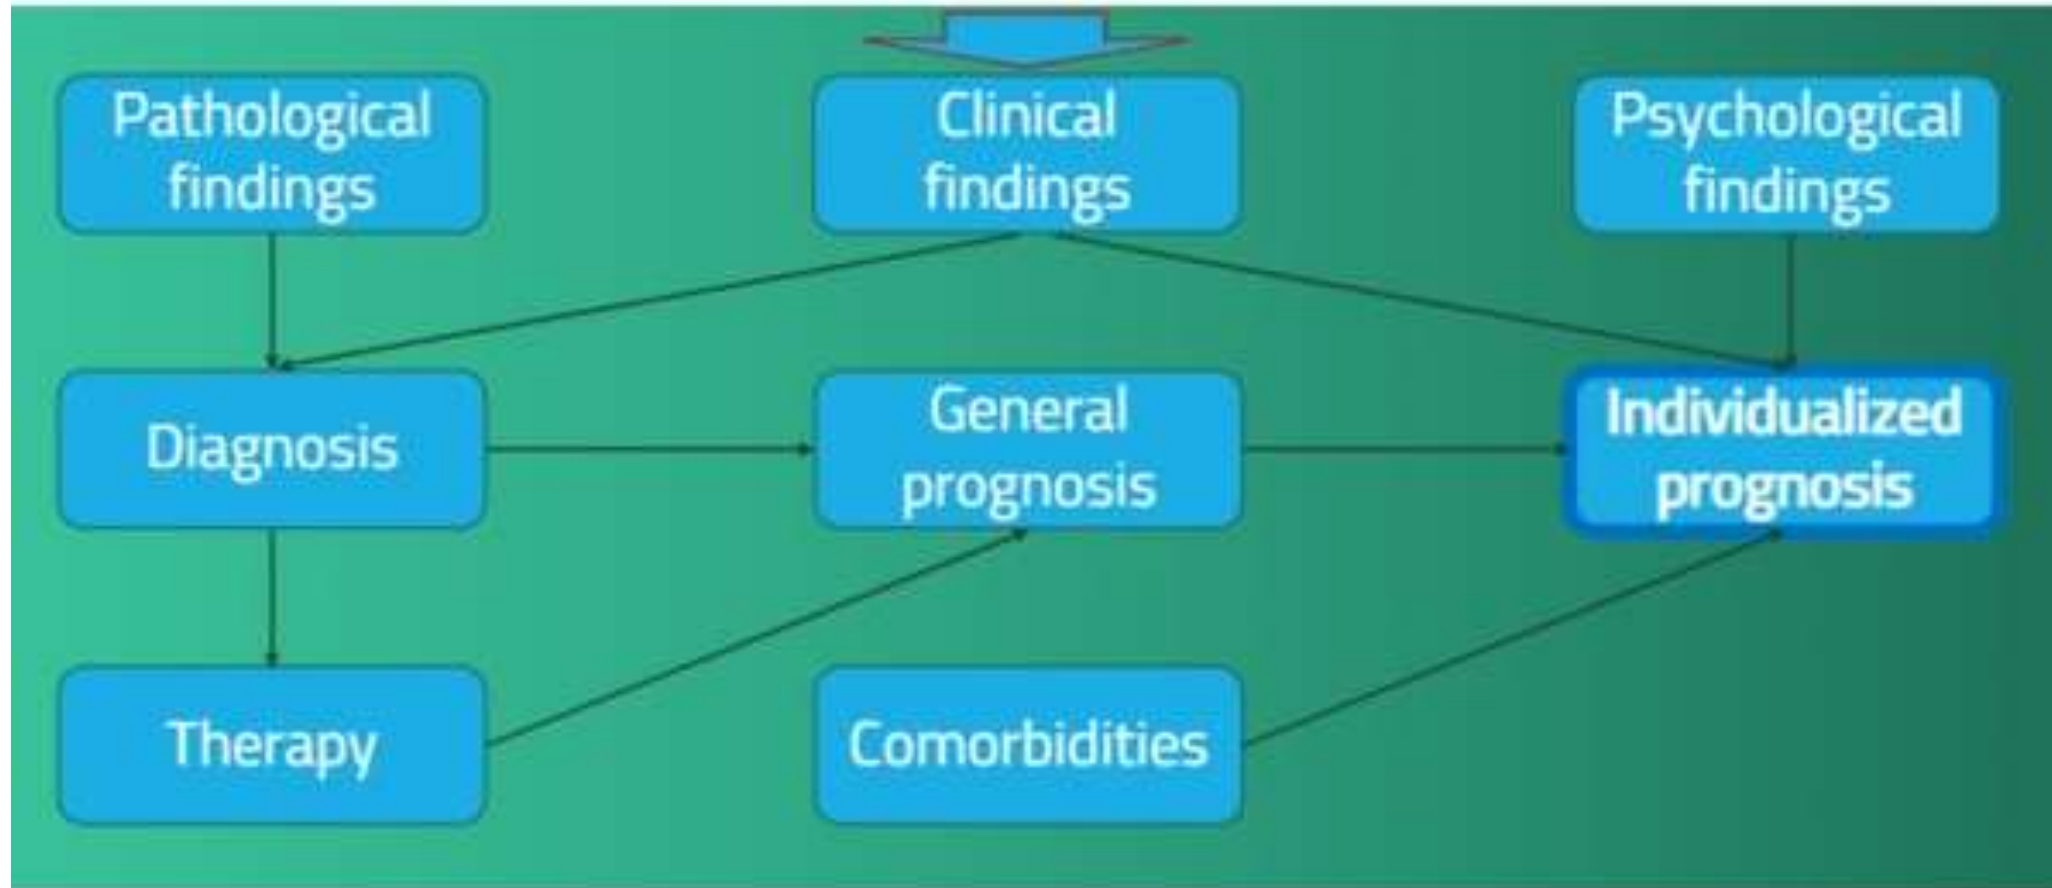 Pathological
findings
Clinical
findings
Psychological
findings
Diagnosis
General
prognosis
Individualized
prognosis
Therapy
Comorbidities